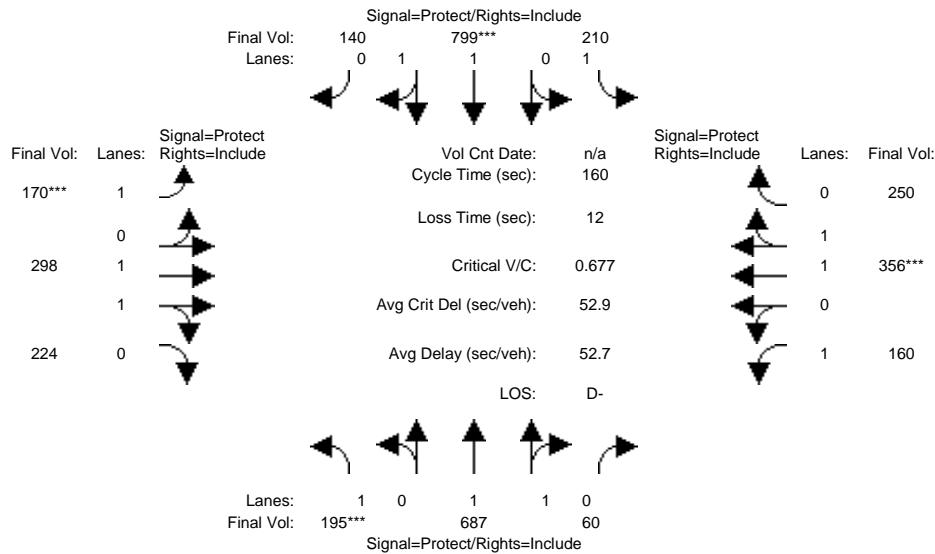 Signal=Protect/Rights=Include
Final Vol: 140 799*** 210
Lanes: 0 1 1 0 1
Signal=Protect
Final Vol: Lanes: Rights=Include
Vol Cnt Date: n/a
Cycle Time (sec): 160
Signal=Protect
Rights=Include Lanes: Final Vol:
170*** 1
0 250
Loss Time (sec): 12
0
1
298 1
Critical V/C: 0.677
1 356***
1
Avg Crit Del (sec/veh): 52.9
0
224 0
Avg Delay (sec/veh): 52.7
1 160
LOS: D-
Lanes: 1 0 1 1 0
Final Vol: 195*** 687 60
Signal=Protect/Rights=Include